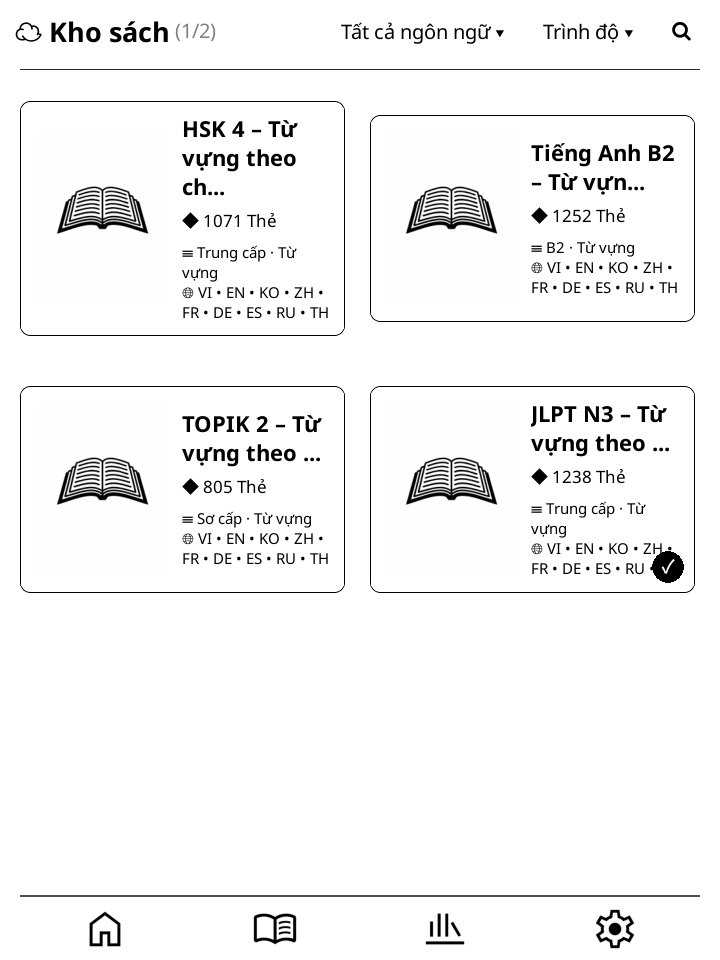 Kho sách (1/2) Tất cả ngôn ngữ ▾ Trình độ ▾
HSK 4 – Từ
vựng theo
ch...
◆ 1071 Thẻ
Trung cấp · Từ
vựng
VI • EN • KO • ZH •
FR • DE • ES • RU • TH
Tiếng Anh B2
– Từ vựn...
◆ 1252 Thẻ
B2 · Từ vựng
VI • EN • KO • ZH •
FR • DE • ES • RU • TH
TOPIK 2 – Từ
vựng theo ...
◆ 805 Thẻ
Sơ cấp · Từ vựng
VI • EN • KO • ZH •
FR • DE • ES • RU • TH
JLPT N3 – Từ
vựng theo ...
◆ 1238 Thẻ
Trung cấp · Từ
vựng
VI • EN • KO • ZH •
FR • DE • ES • RU •